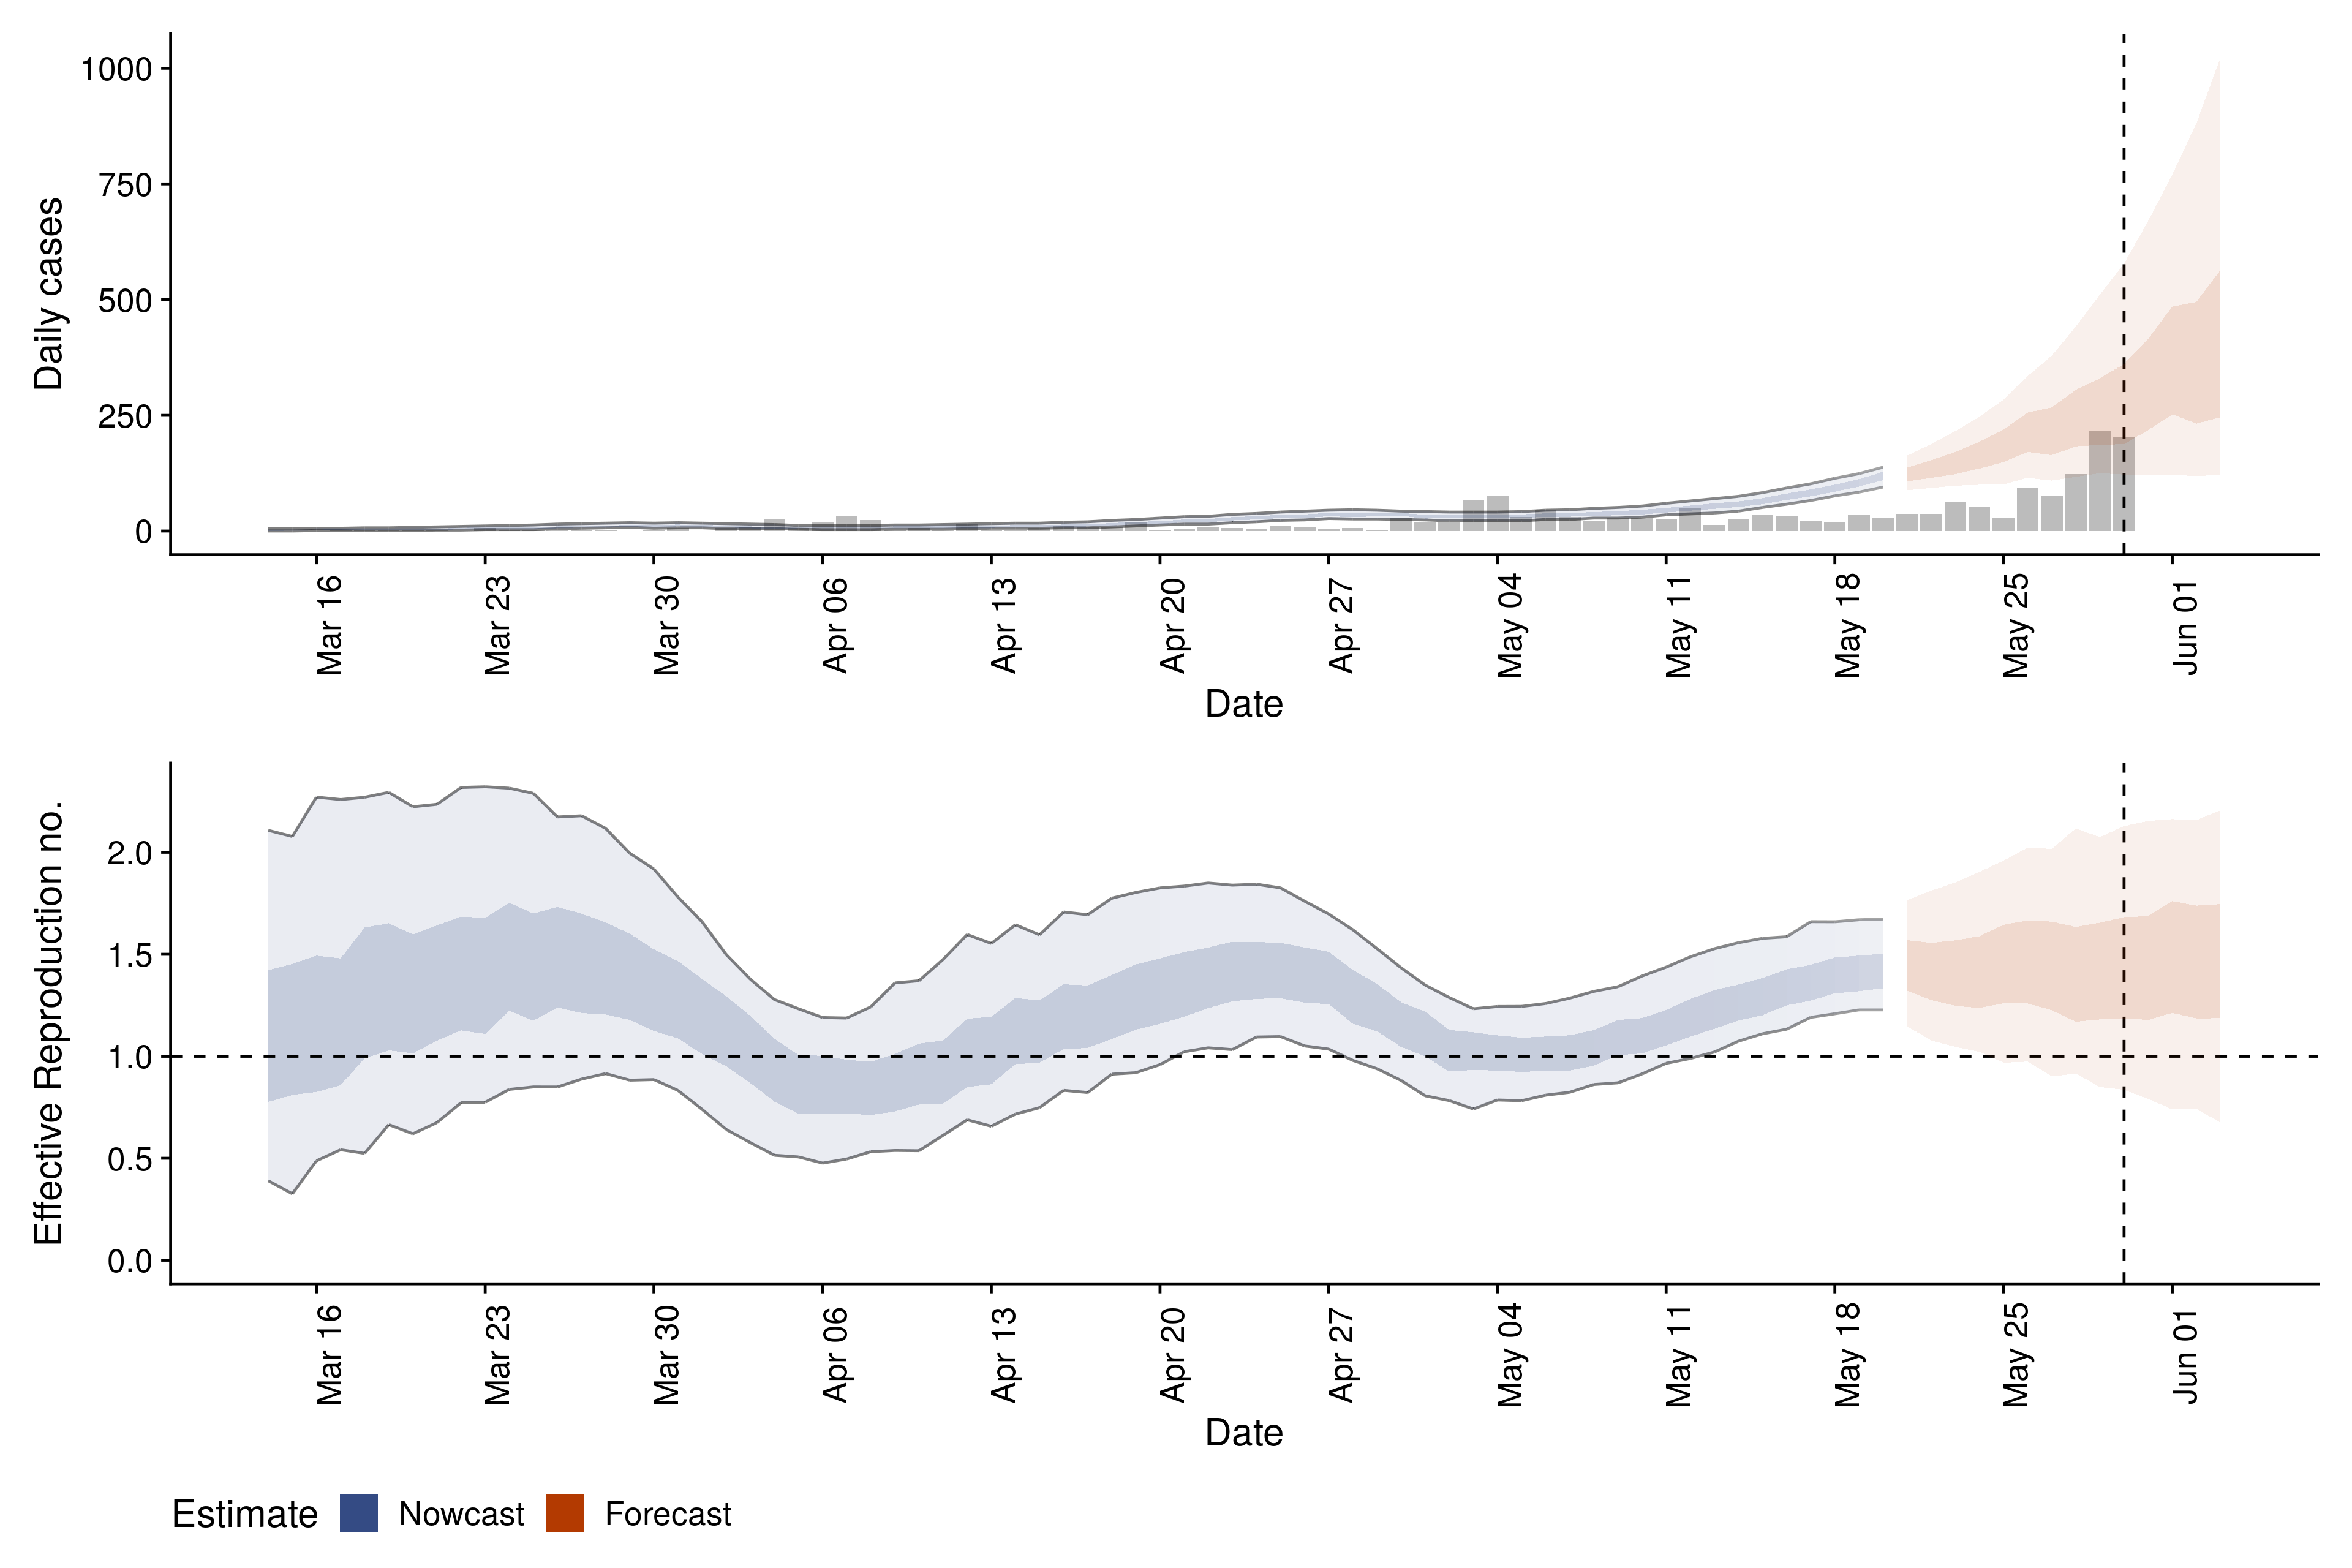 Daily cases
1000
750
500
250
0
Mar 16
Mar 23
Mar 30
Apr 06
Apr 13
Apr 20
Apr 27
May 04
May 11
May 18
May 25
Jun 01
Date
Effective Reproduction no.
2.0
1.5
1.0
0.5
0.0
Mar 16
Mar 23
Mar 30
Apr 06
Apr 13
Apr 20
Apr 27
May 04
May 11
May 18
May 25
Jun 01
Date
Estimate Nowcast Forecast